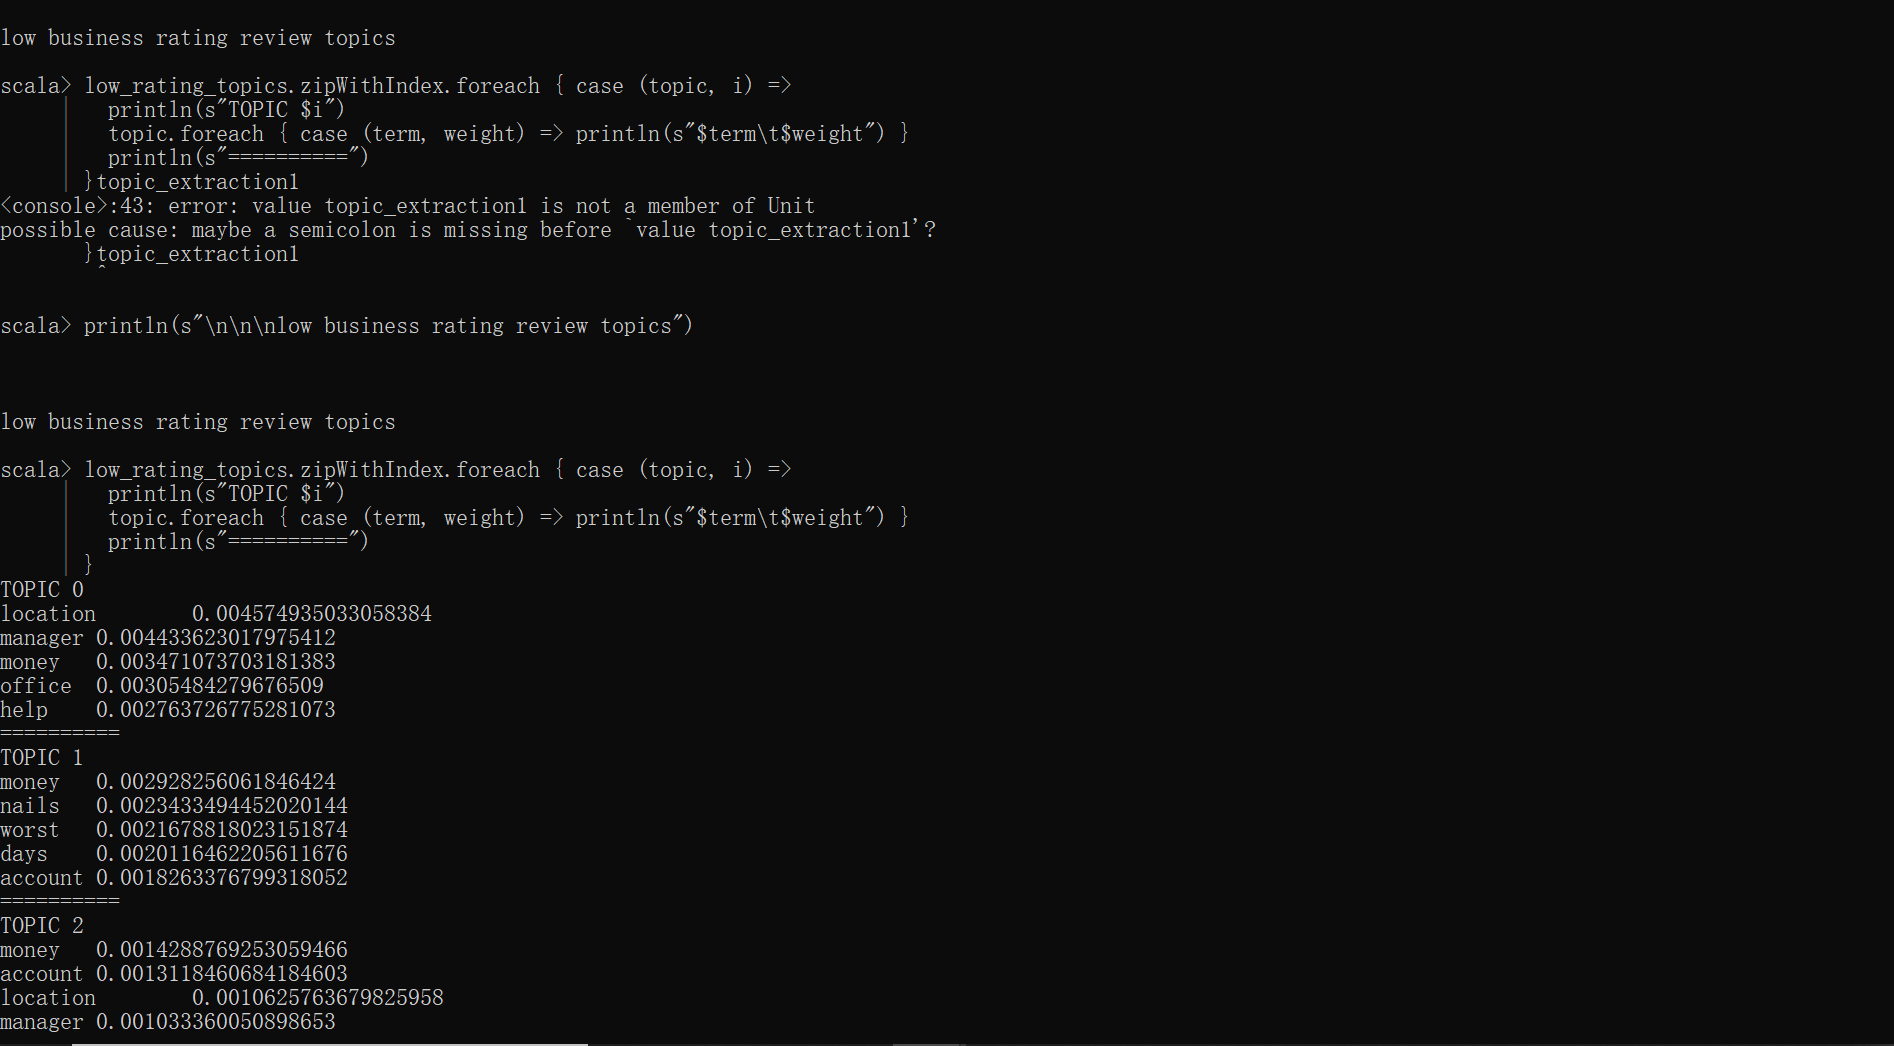 low business rating review topics
scala> low_rating_topics.zipWithIndex.foreach { case (topic, i) =>
     |   println(s"TOPIC $i")
     |   topic.foreach { case (term, weight) => println(s"$term\t$weight") }
     |   println(s"==========")
     | }topic_extraction1
<console>:43: error: value topic_extraction1 is not a member of Unit
possible cause: maybe a semicolon is missing before `value topic_extraction1'?
       }topic_extraction1
        ^
scala> println(s"\n\n\nlow business rating review topics")
low business rating review topics
scala> low_rating_topics.zipWithIndex.foreach { case (topic, i) =>
     |   println(s"TOPIC $i")
     |   topic.foreach { case (term, weight) => println(s"$term\t$weight") }
     |   println(s"==========")
     | }
TOPIC 0
location        0.004574935033058384
manager 0.004433623017975412
money   0.003471073703181383
office  0.00305484279676509
help    0.002763726775281073
==========
TOPIC 1
money   0.002928256061846424
nails   0.0023433494452020144
worst   0.0021678818023151874
days    0.0020116462205611676
account 0.0018263376799318052
==========
TOPIC 2
money   0.0014288769253059466
account 0.0013118460684184603
location        0.0010625763679825958
manager 0.001033360050898653